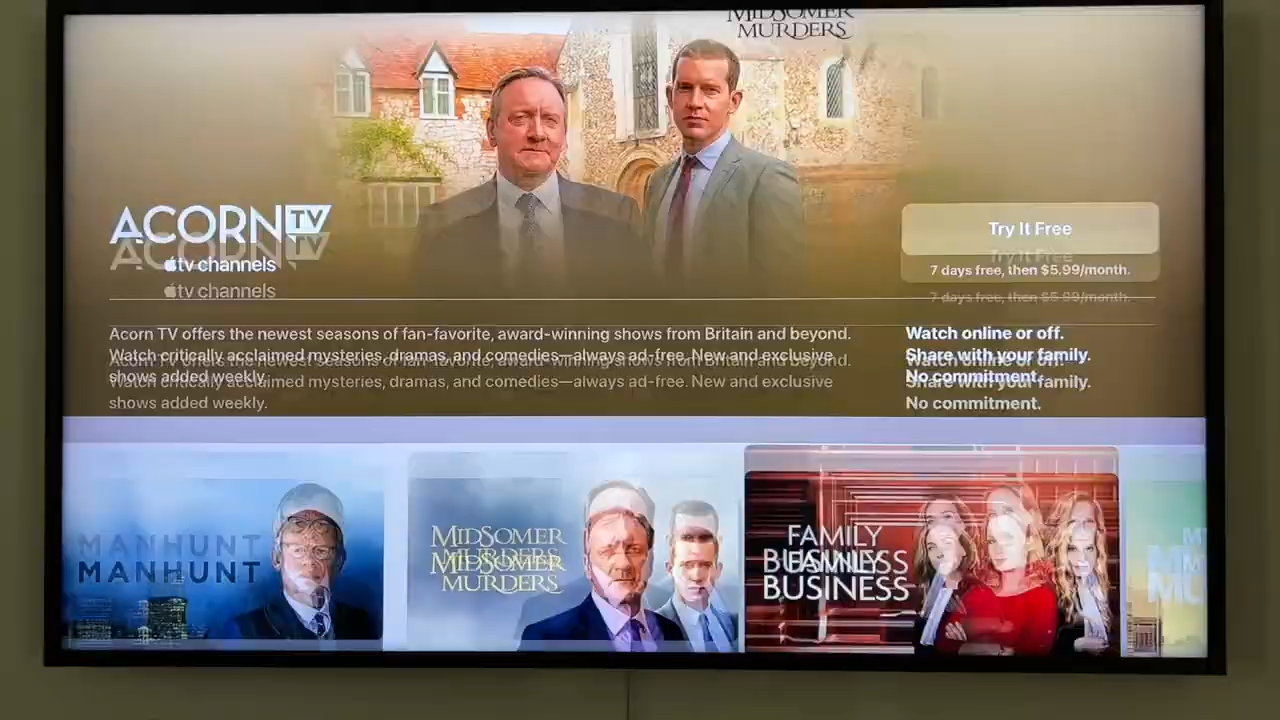 MIDSOMER
MURDERS
ACORN TV
tv channels
Try It Free
7 days free, then $5.99/month.
Acorn TV offers the newest seasons of fan-favorite, award-winning shows from Britain and beyond.
Watch critically acclaimed mysteries, dramas, and comedies—always ad-free. New and exclusive
shows added weekly.
Watch online or off.
Share with your family.
No commitment.
MANHUNT
MIDSOMER
MURDERS
FAMILY
BUSINESS